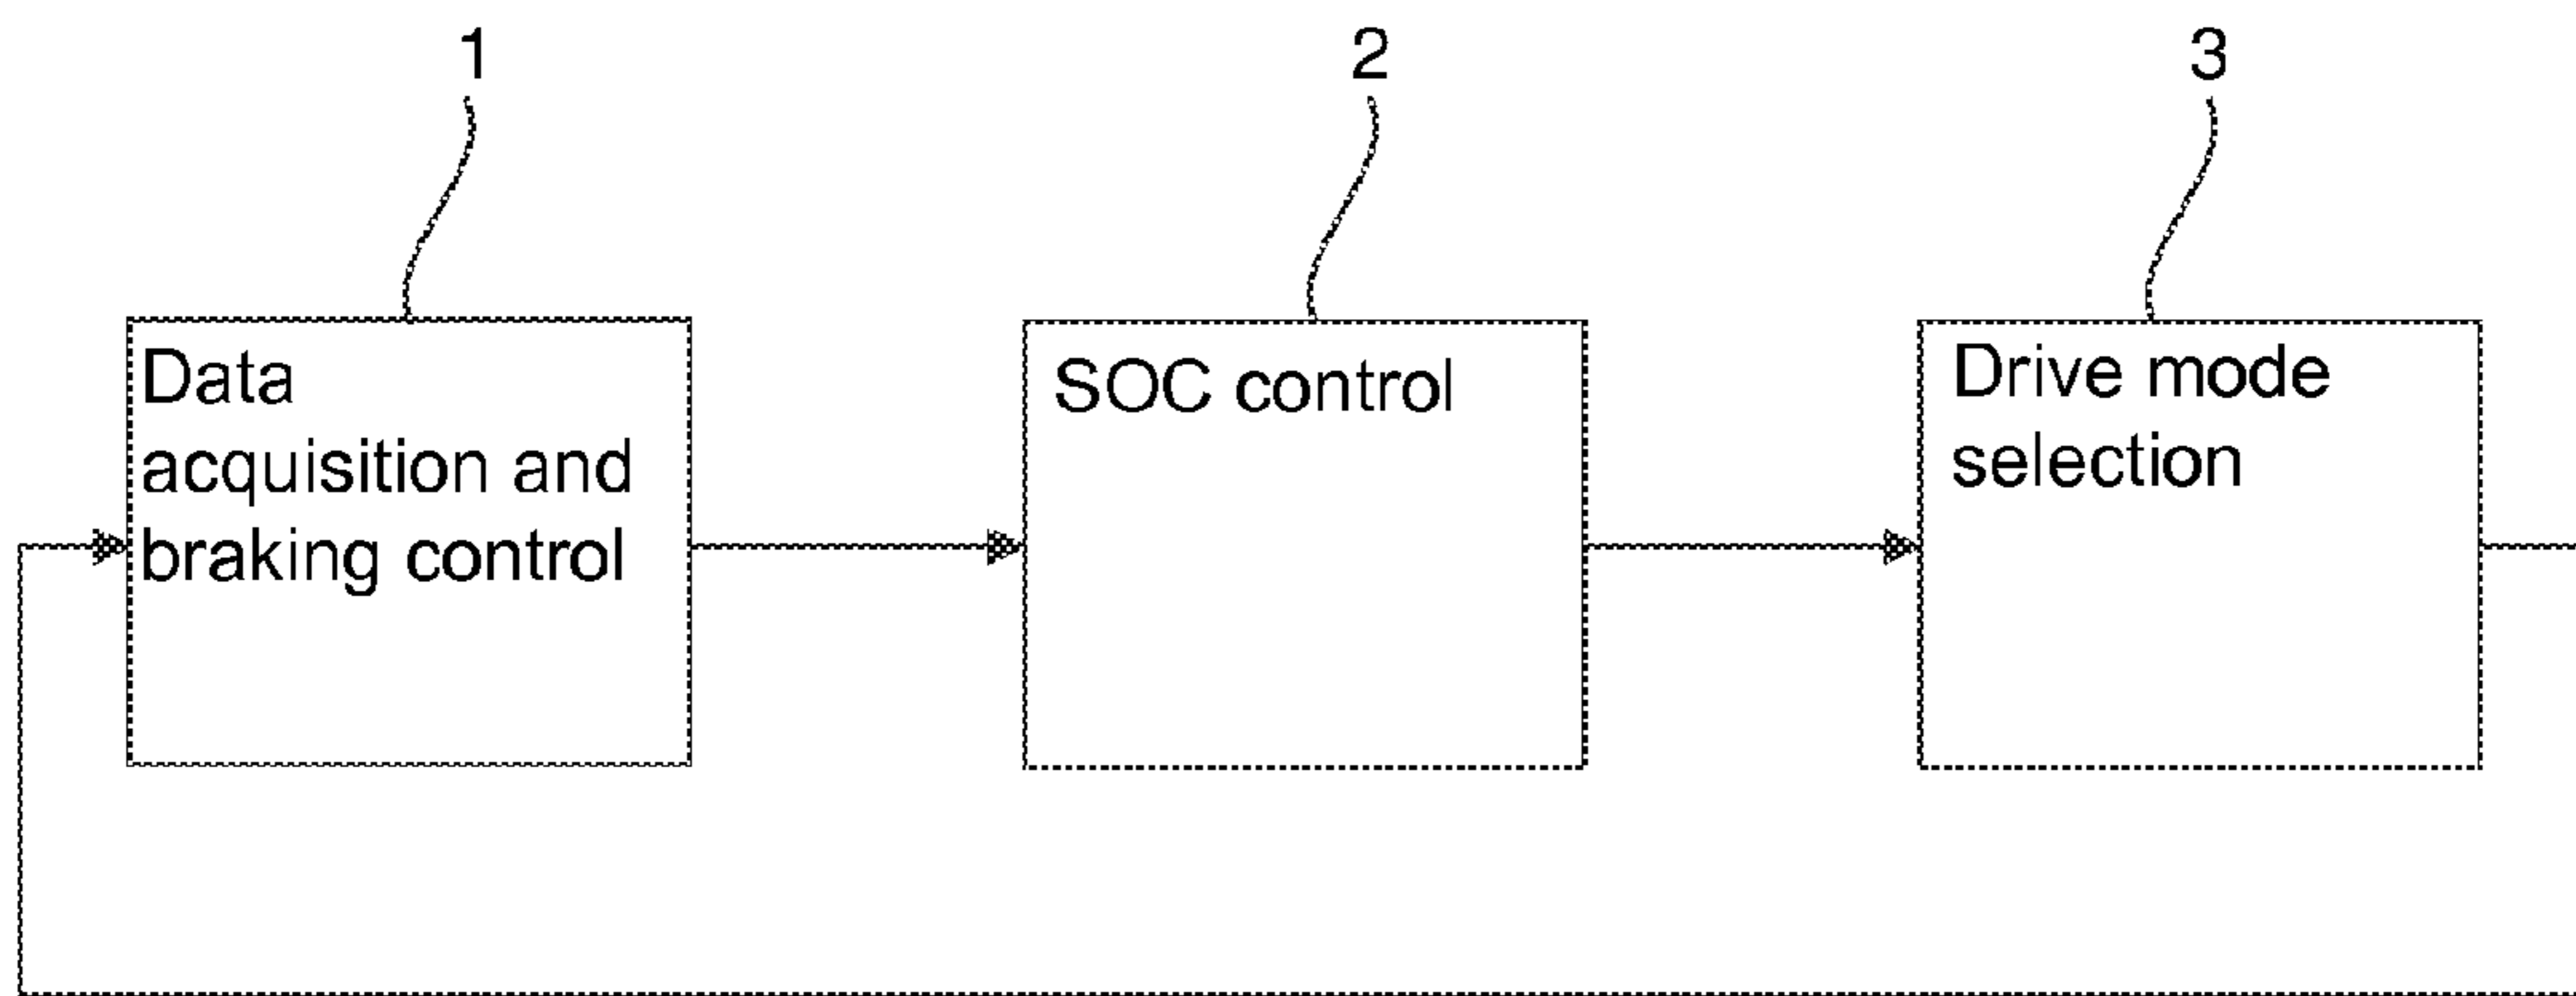 1
2
3
Data
acquisition and
braking control
SOC control
Drive mode
selection